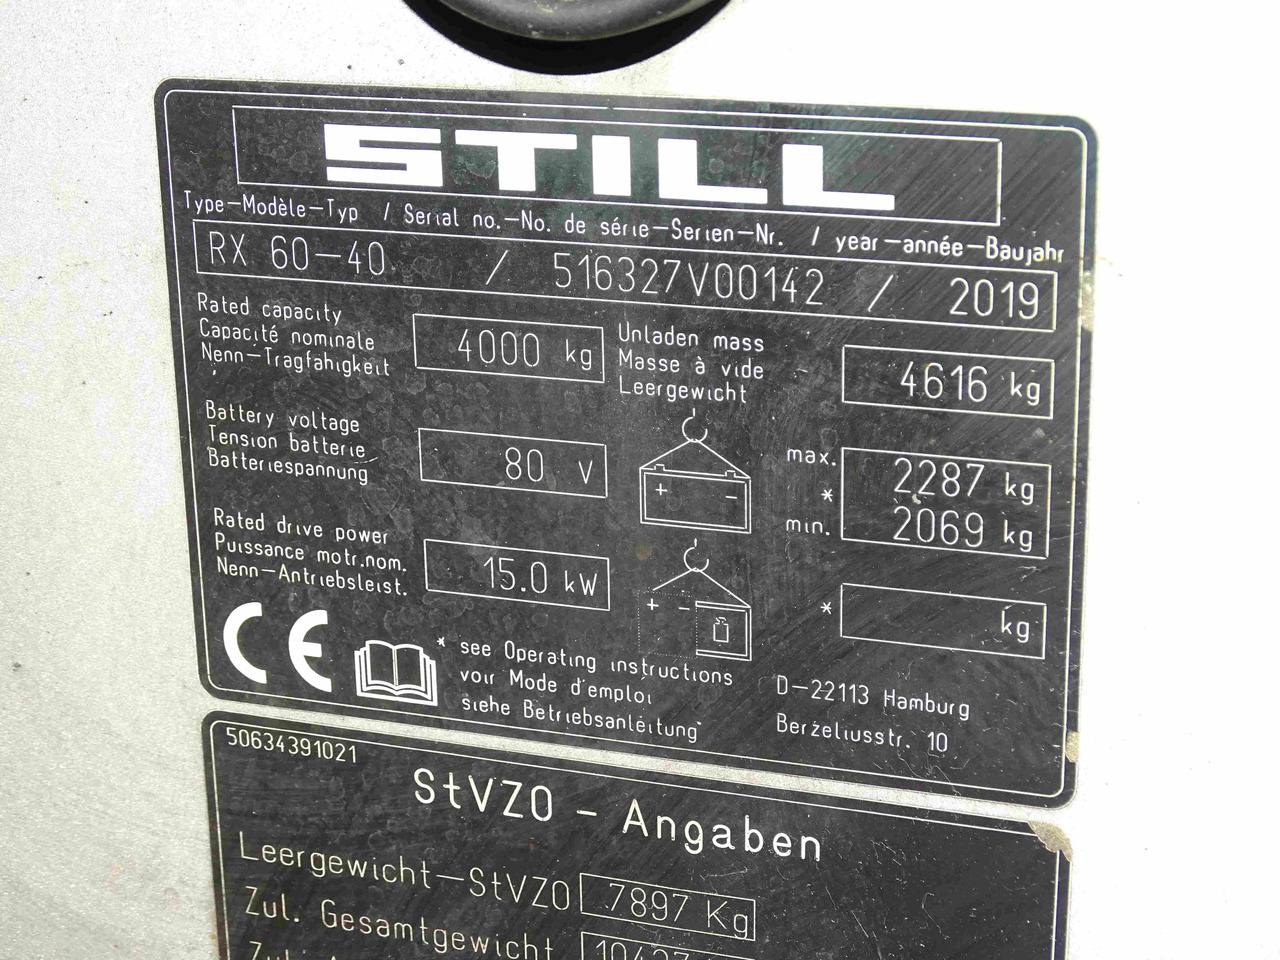 STILL
Type-Modèle-Typ / Serial no.-No. de série-Serien-Nr. / year-année-Baujahr
RX 60-40 / 516327V00142 / 2019
Rated capacity
Capacité nominale
Nenn-Tragfähigkeit
4000 kg
Unladen mass
Masse à vide
Leergewicht
4616 kg
Battery voltage
Tension batterie
Batteriespannung
80 V
+ -
max. 2287 kg
*
min. 2069 kg
Rated drive power
Puissance motr.nom.
Nenn-Antriebsleist.
15.0 kW
+ -
* kg
CE
* see Operating instructions
voir Mode d'emploi
siehe Betriebsanleitung
D-22113 Hamburg
Berzeliusstr. 10
50634391021
StVZO - Angaben
Leergewicht-StVZO 7897 Kg
Zul. Gesamtgewicht